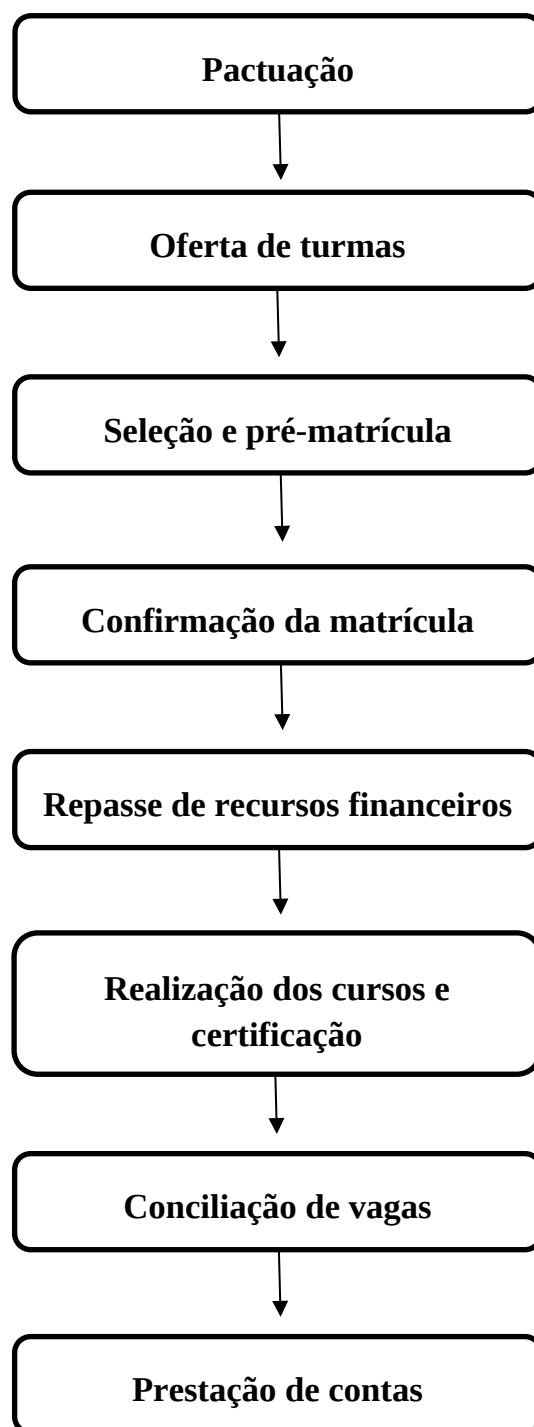 Pactuação
Oferta de turmas
Seleção e pré-matrícula
Confirmação da matrícula
Repasse de recursos financeiros
Realização dos cursos e
certificação
Conciliação de vagas
Prestação de contas